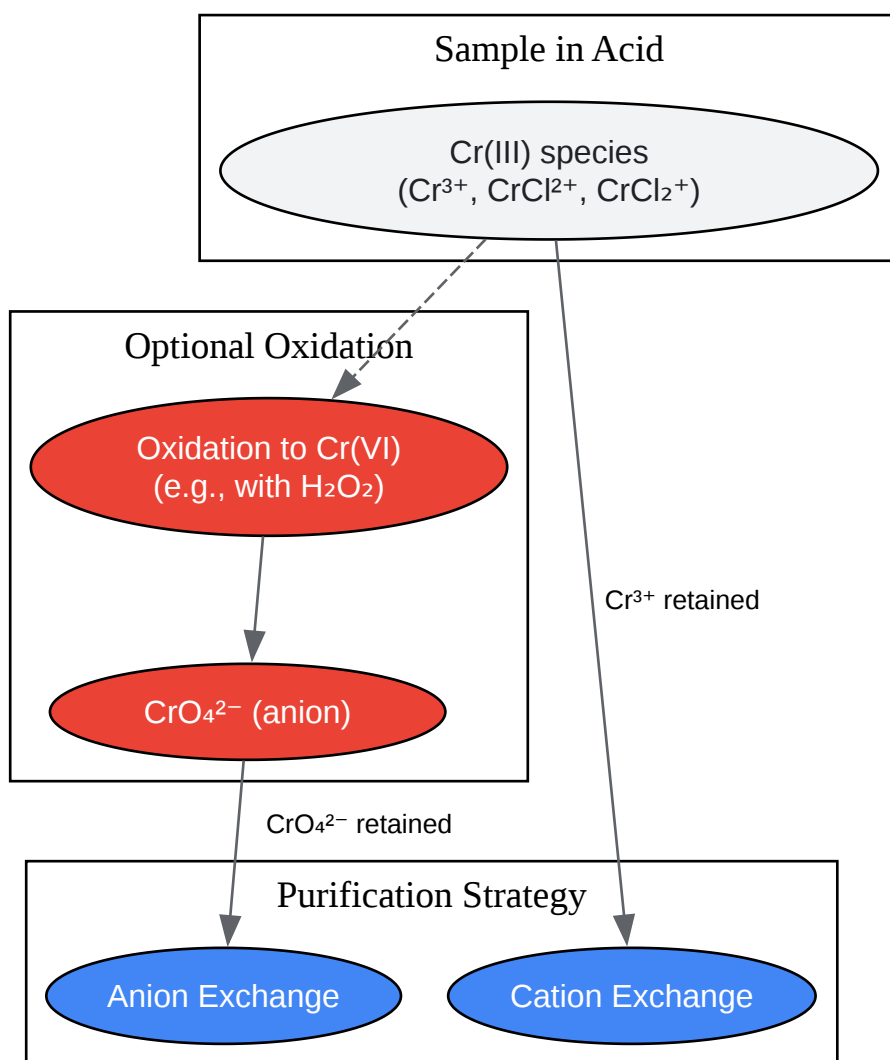 Sample in Acid
Cr(III) species
(Cr³⁺, CrCl²⁺, CrCl₂⁺)
Optional Oxidation
Oxidation to Cr(VI)
(e.g., with H₂O₂)
Cr³⁺ retained
CrO₄²⁻ (anion)
CrO₄²⁻ retained
Purification Strategy
Anion Exchange
Cation Exchange